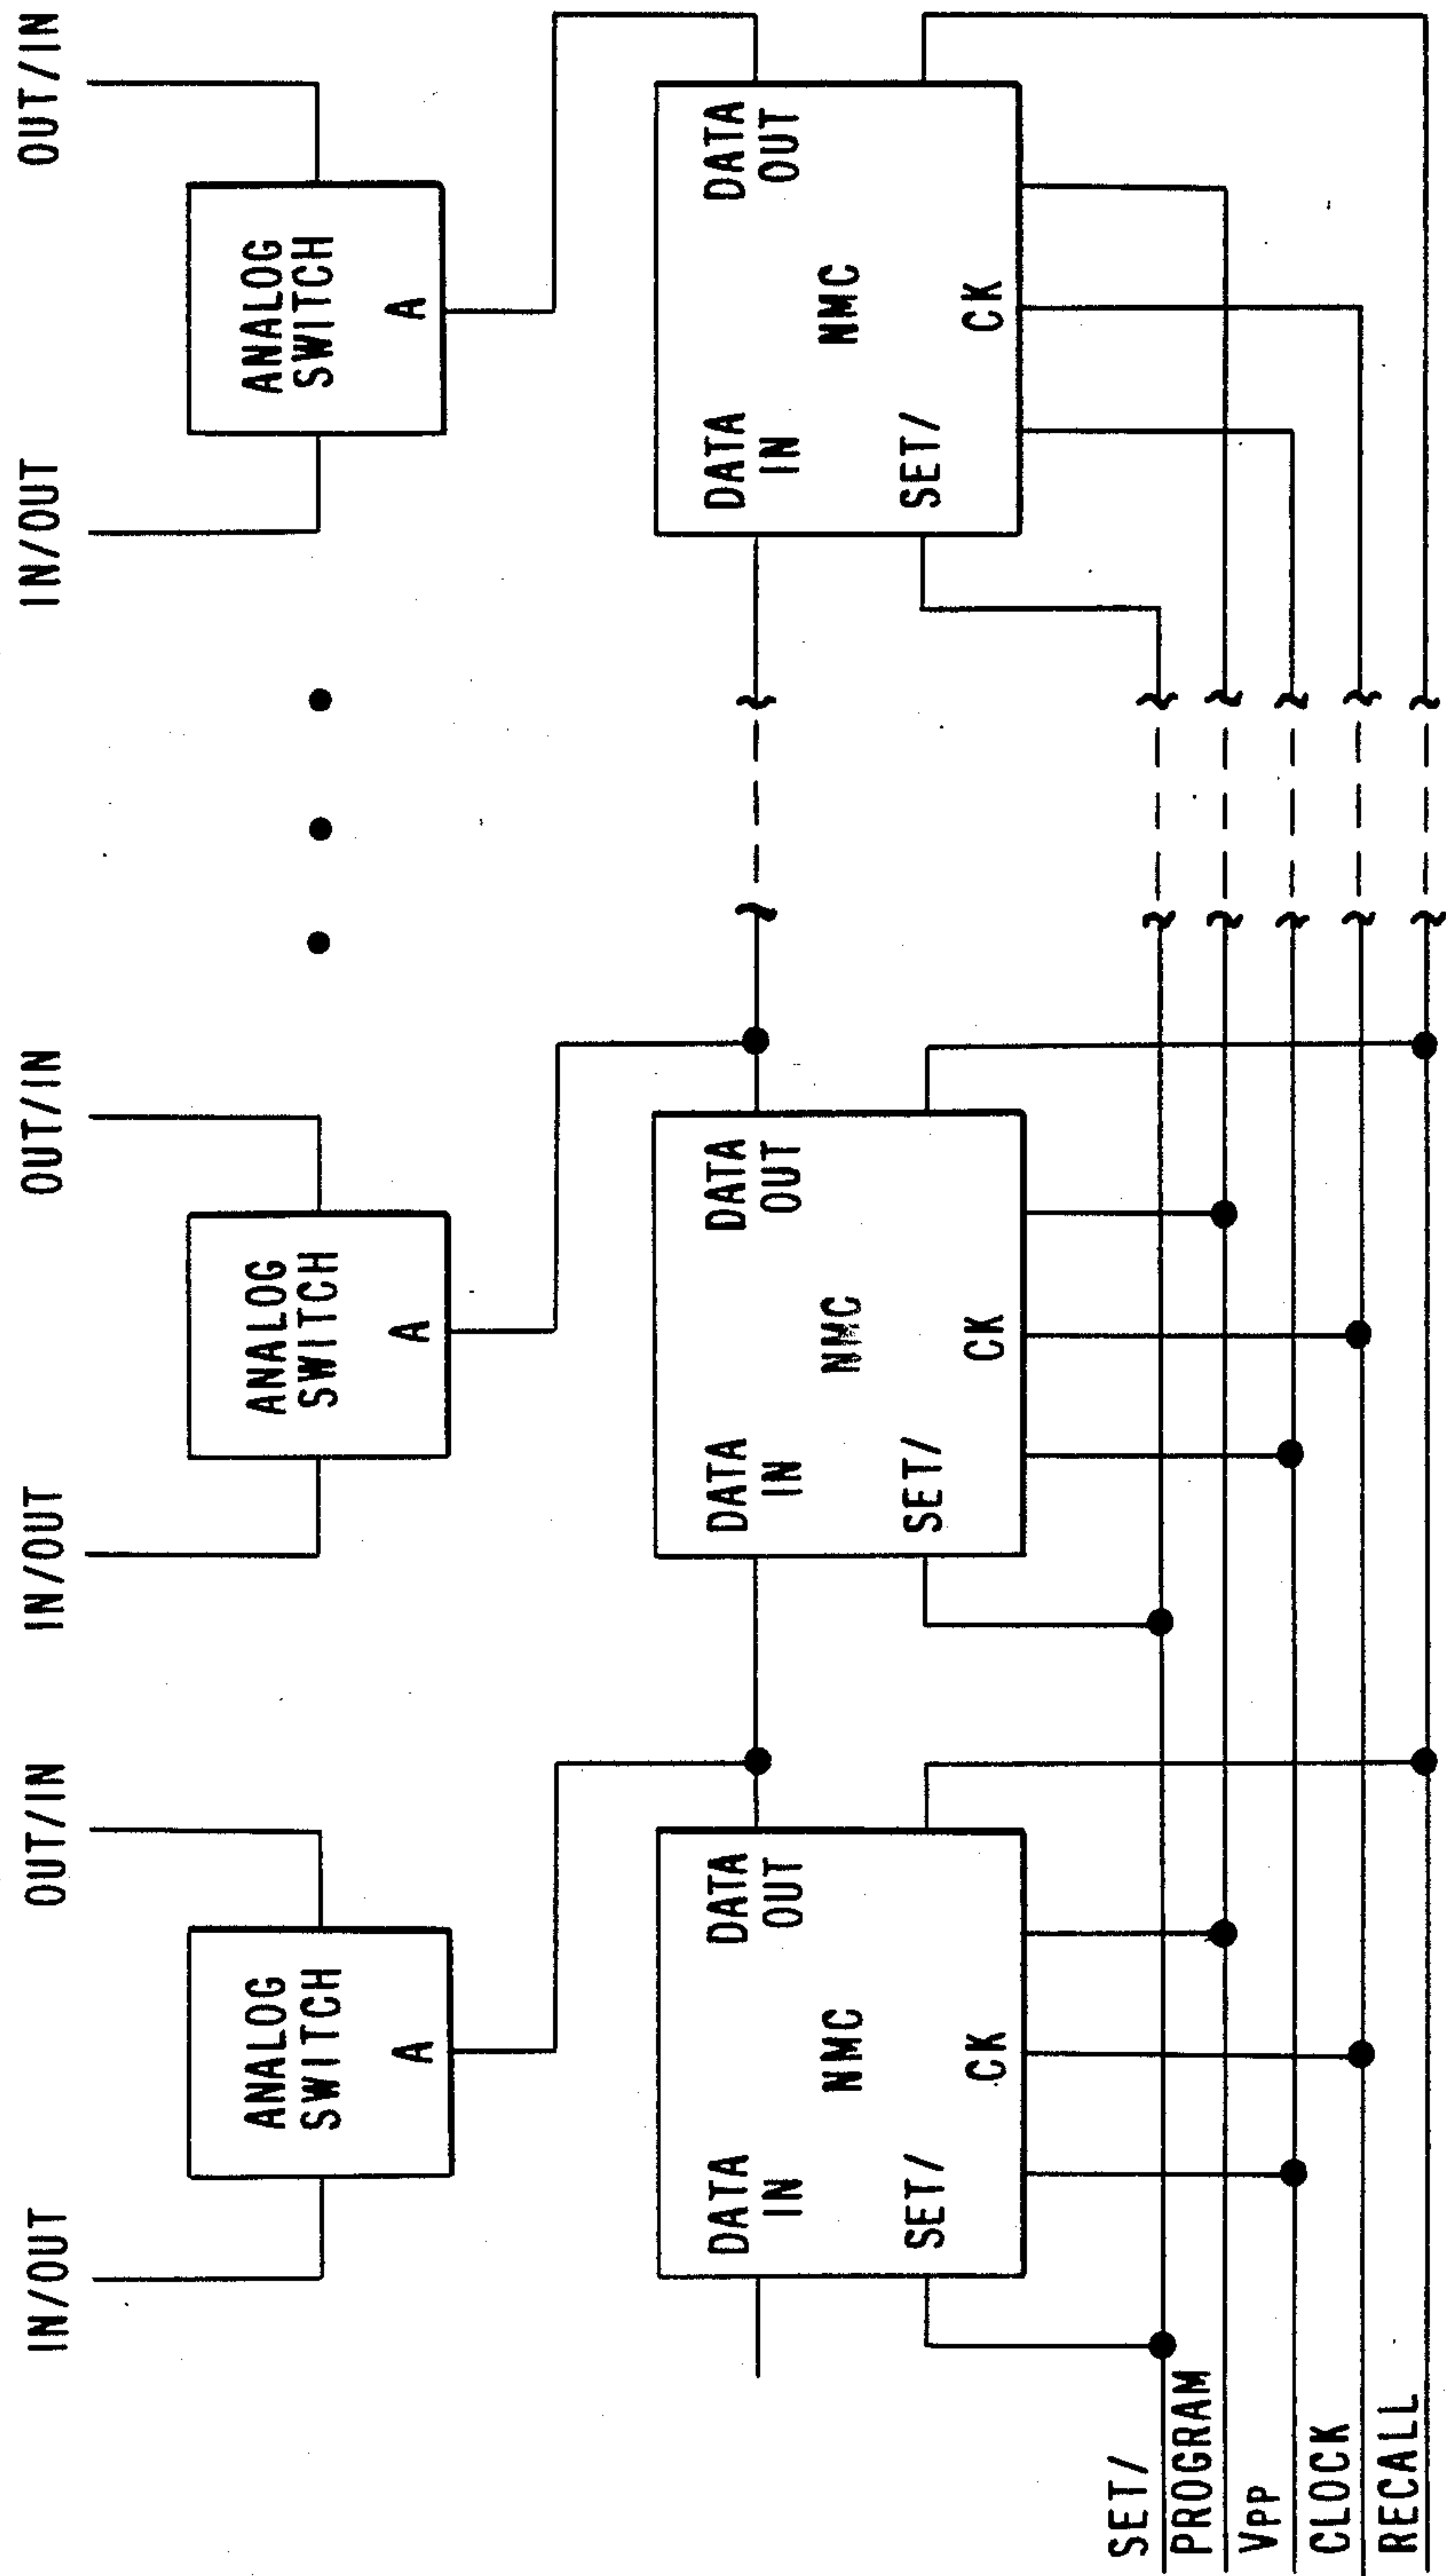 IN/OUT
OUT/IN
IN/OUT
OUT/IN
IN/OUT
OUT/IN
ANALOG
SWITCH
A
ANALOG
SWITCH
A
ANALOG
SWITCH
A
DATA
IN
DATA
OUT
NMC
SET/
CK
DATA
IN
DATA
OUT
NMC
SET/
CK
DATA
IN
DATA
OUT
NMC
SET/
CK
SET/
PROGRAM
VPP
CLOCK
RECALL